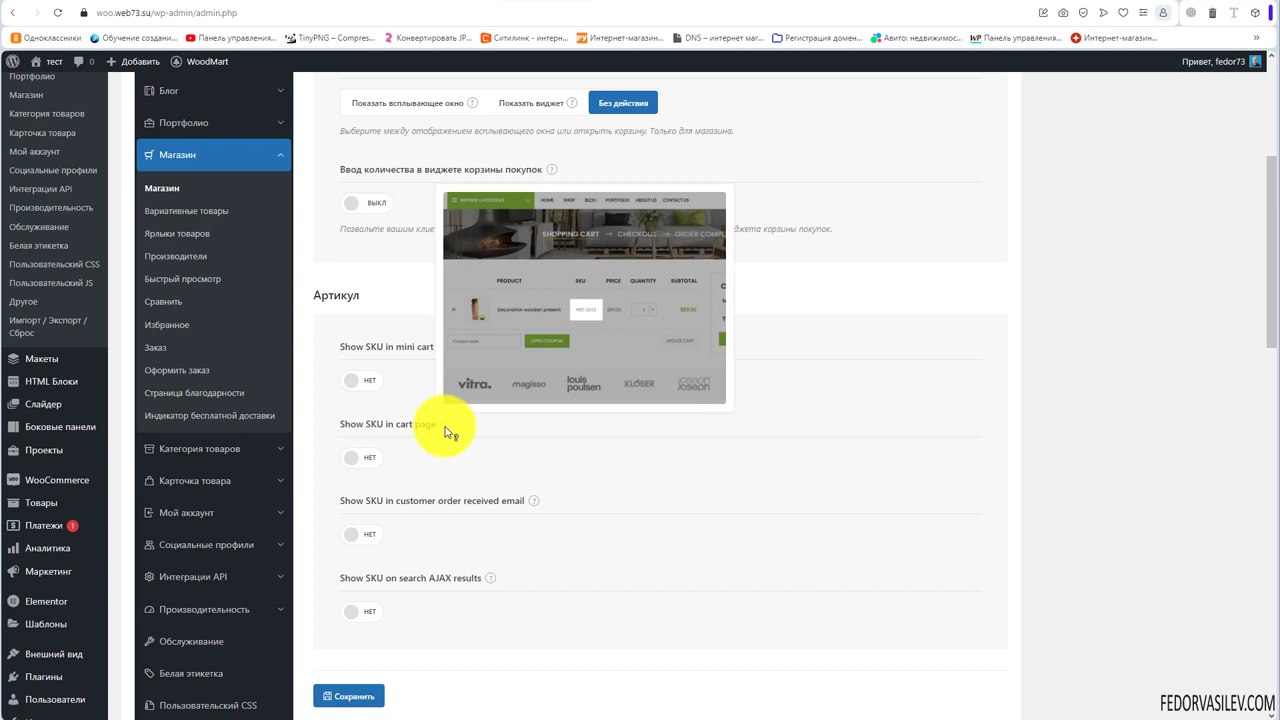 woo.web73.su/wp-admin/admin.php
Одноклассники
Обучение создани...
Панель управления...
TinyPNG – Compres...
Конвертировать JP...
Ситилинк - интерн...
Интернет-магазин...
DNS – интернет маг...
Регистрация домен...
Авито: недвижимос...
Панель управления...
Интернет-магазин...
тест
0
Добавить
WoodMart
Привет, fedor73
Портфолио
Магазин
Категория товаров
Карточка товара
Мой аккаунт
Социальные профили
Интеграции API
Производительность
Обслуживание
Белая этикетка
Пользовательский CSS
Пользовательский JS
Другое
Импорт / Экспорт /
Сброс
Макеты
HTML Блоки
Слайдер
Боковые панели
Проекты
WooCommerce
Товары
Платежи 1
Аналитика
Маркетинг
Elementor
Шаблоны
Внешний вид
Плагины
Пользователи
Блог
Портфолио
Магазин
Магазин
Вариативные товары
Ярлыки товаров
Производители
Быстрый просмотр
Сравнить
Избранное
Заказ
Оформить заказ
Страница благодарности
Индикатор бесплатной доставки
Категория товаров
Карточка товара
Мой аккаунт
Социальные профили
Интеграции API
Производительность
Обслуживание
Белая этикетка
Пользовательский CSS
Показать всплывающее окно ?
Показать виджет ?
Без действия
Выберите между отображением всплывающего окна или открыть корзину. Только для магазина.
Ввод количества в виджете корзины покупок ?
ВЫКЛ
Позвольте вашим клие
джета корзины покупок.
BROWSE CATEGORIES
HOME SHOP BLOG PORTFOLIO ABOUT US CONTACT US
SHOPPING CART → CHECKOUT → ORDER COMPL
PRODUCT SKU PRICE QUANTITY SUBTOTAL
Decoration wooden present
1
Coupon code
APPLY COUPON
UPDATE CART
vitra.
magisso
louis
poulsen
KLÖBER
JOSEPH
JOSEPH
Артикул
Show SKU in mini cart
НЕТ
Show SKU in cart page
НЕТ
Show SKU in customer order received email ?
НЕТ
Show SKU on search AJAX results ?
НЕТ
Сохранить
FEDORVASILEV.COM